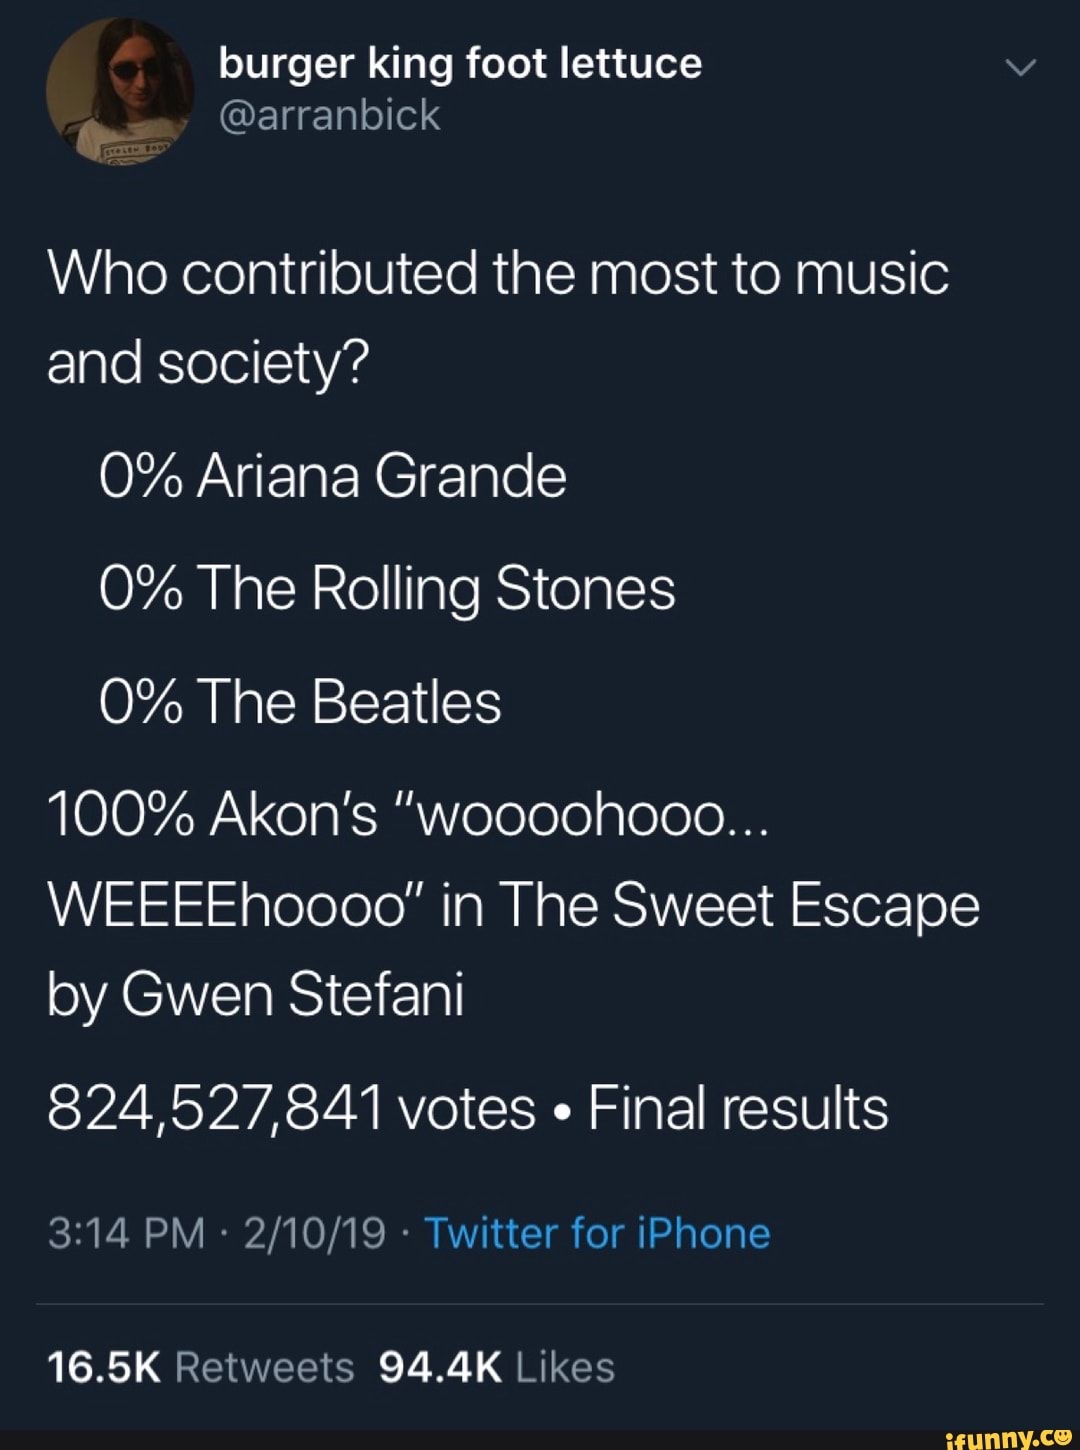 burger king foot lettuce
@arranbick
Who contributed the most to music
and society?
0% Ariana Grande
0% The Rolling Stones
0% The Beatles
100% Akon's "woooohooo...
WEEEEhoooo" in The Sweet Escape
by Gwen Stefani
824,527,841 votes • Final results
3:14 PM · 2/10/19 · Twitter for iPhone
16.5K Retweets 94.4K Likes
ifunny.co